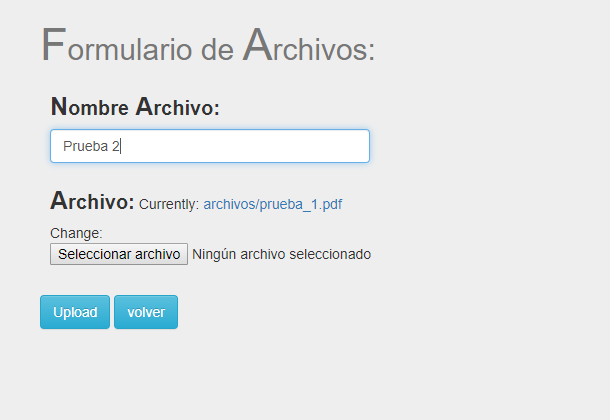 Formulario de Archivos:
Nombre Archivo:
Prueba 2
Archivo: Currently: archivos/prueba_1.pdf
Change:
Seleccionar archivo Ningún archivo seleccionado
Upload volver